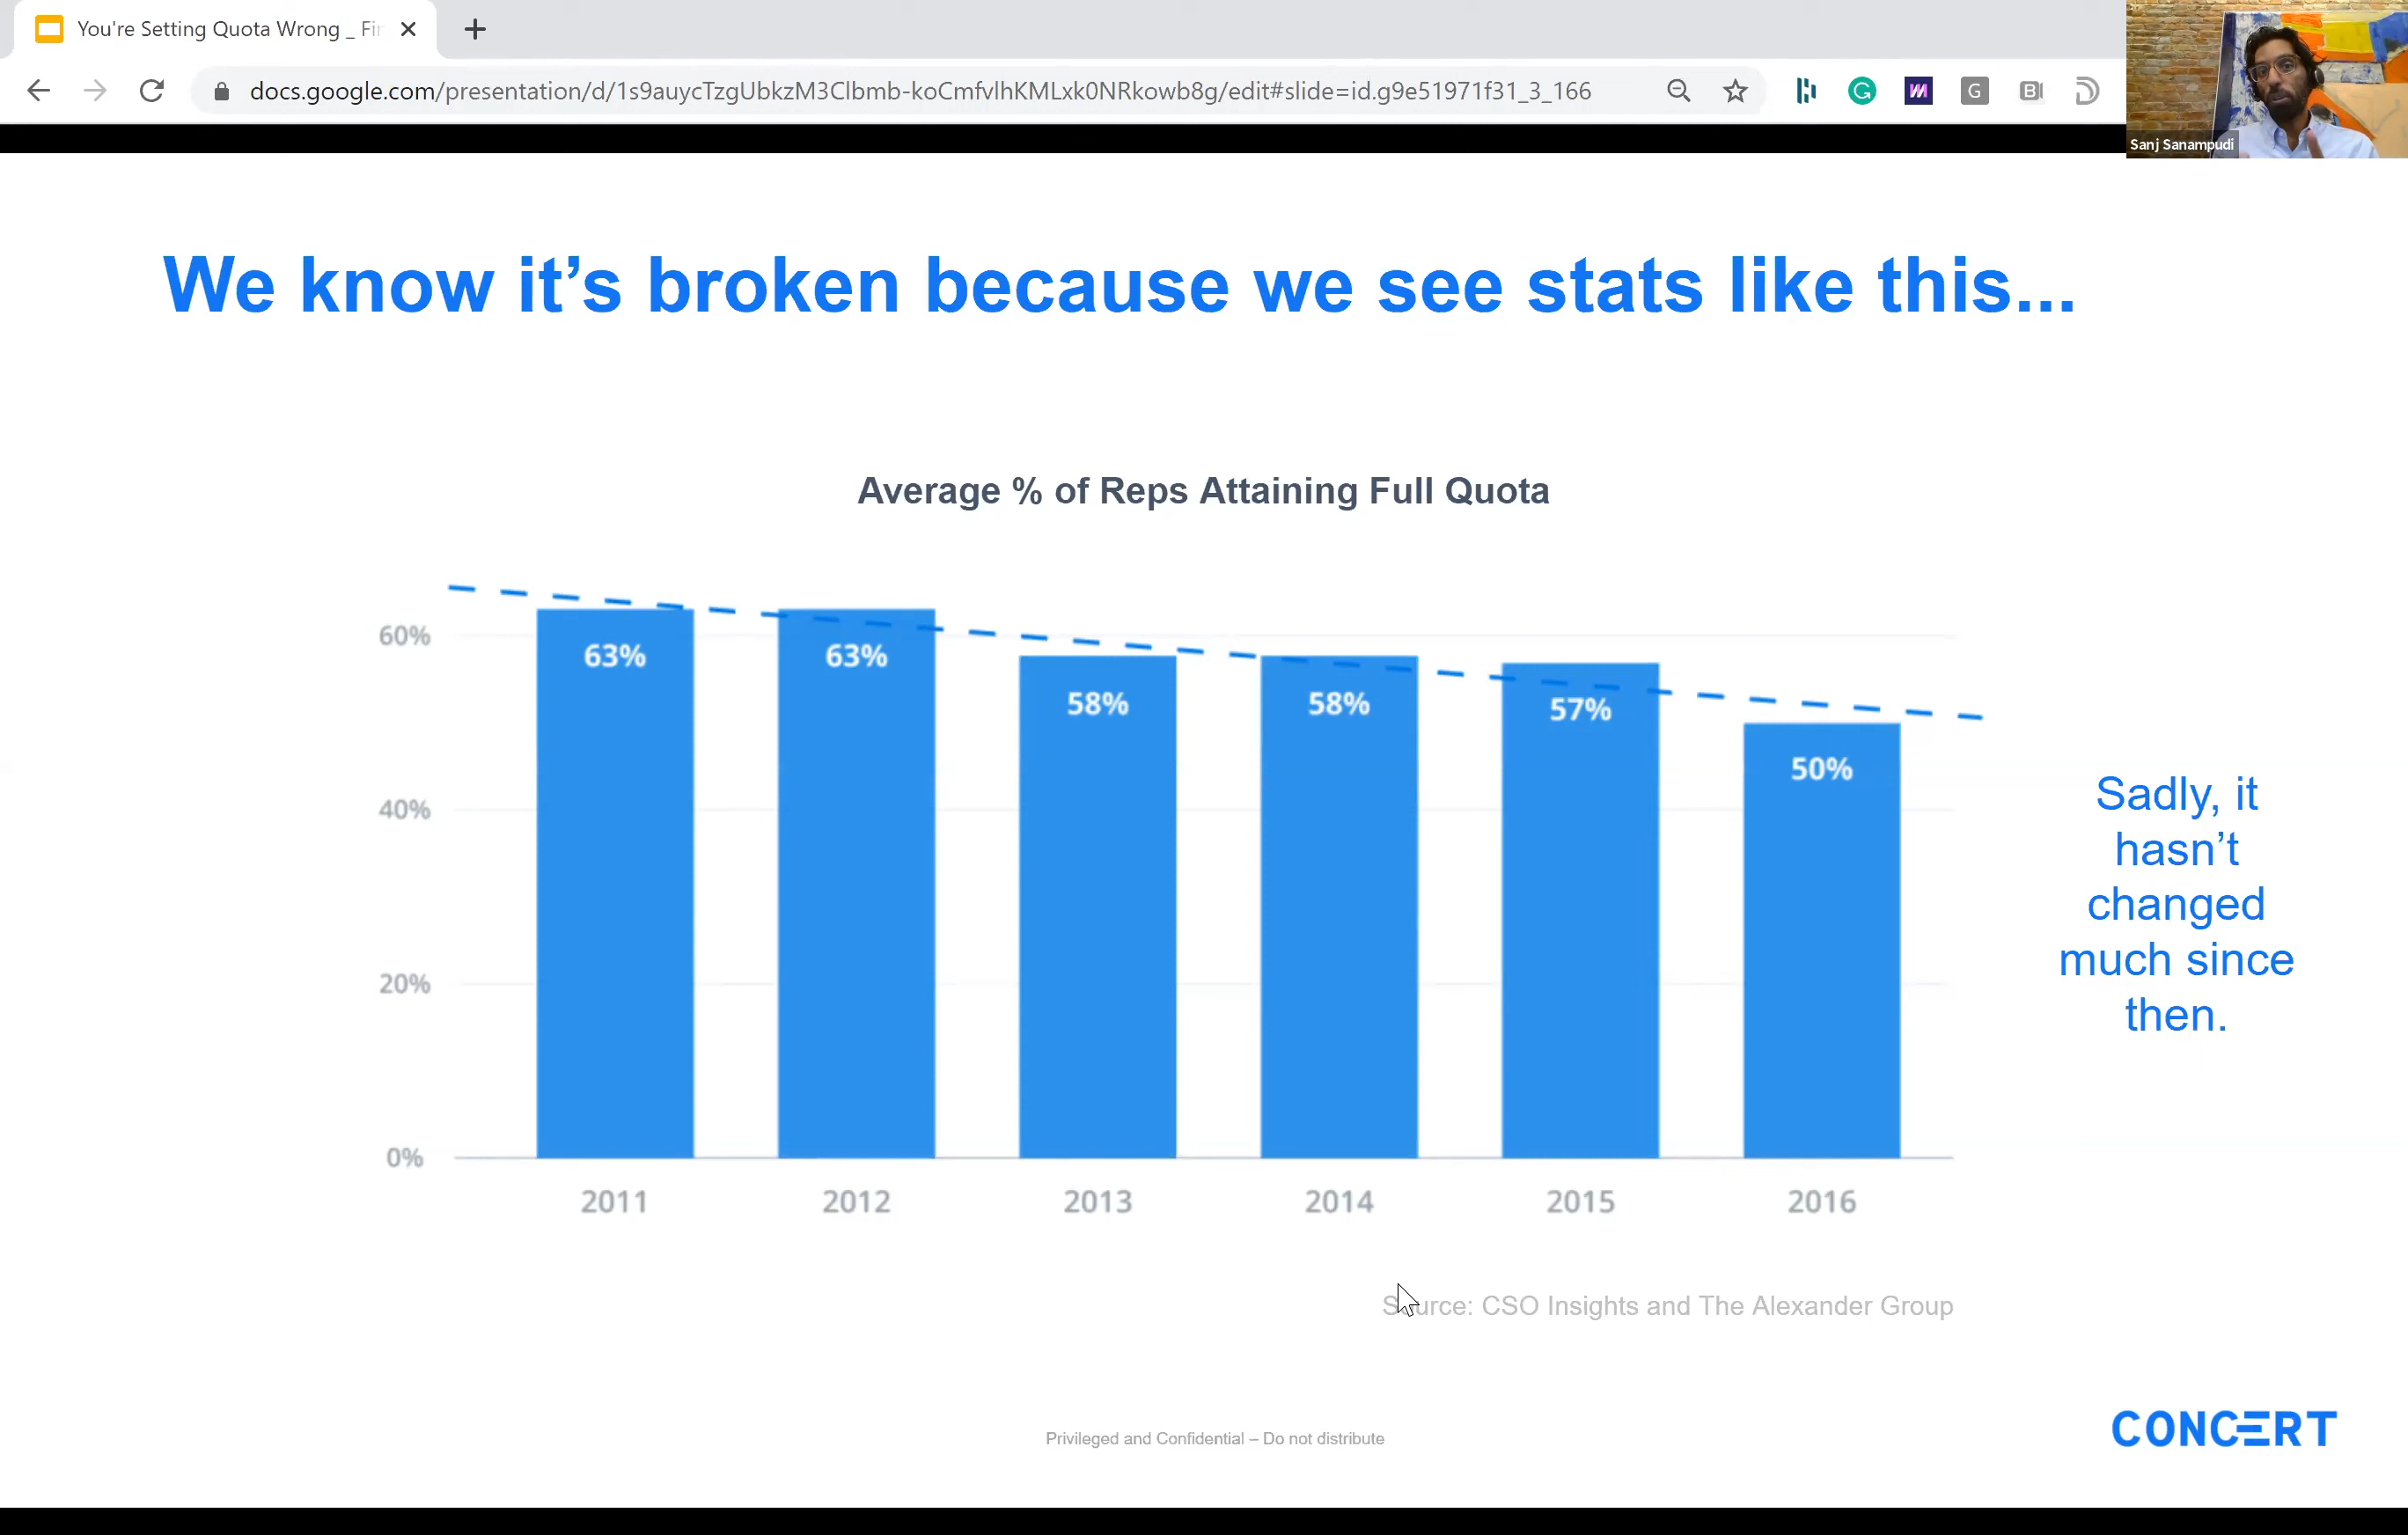 You're Setting Quota Wrong _ Fi
docs.google.com/presentation/d/1s9auycTzgUbkzM3Clbmb-koCmfvlhKMLxk0NRkowb8g/edit#slide=id.g9e51971f31_3_166
Sanj Sanampudi
We know it’s broken because we see stats like this...
Average % of Reps Attaining Full Quota
60%
40%
20%
0%
63%
63%
58%
58%
57%
50%
2011
2012
2013
2014
2015
2016
Sadly, it
hasn’t
changed
much since
then.
Source: CSO Insights and The Alexander Group
Privileged and Confidential – Do not distribute
CONCERT